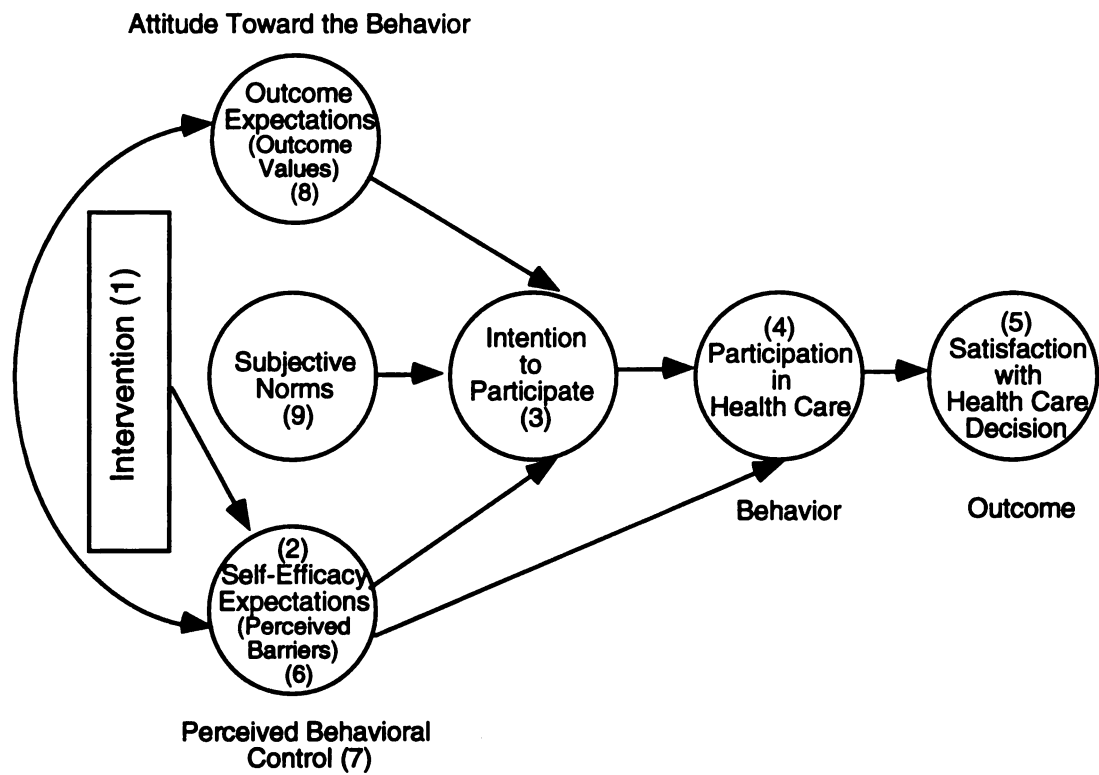 Attitude Toward the Behavior
Outcome
Expectations
(Outcome
Values)
(8)
Intervention (1)
Subjective
Norms
(9)
Intention
to
Participate
(3)
(4)
Participation
in
Health Care
(5)
Satisfaction
with
Health Care
Decision
Behavior
Outcome
(2)
Self-Efficacy
Expectations
(Perceived
Barriers)
(6)
Perceived Behavioral
Control (7)